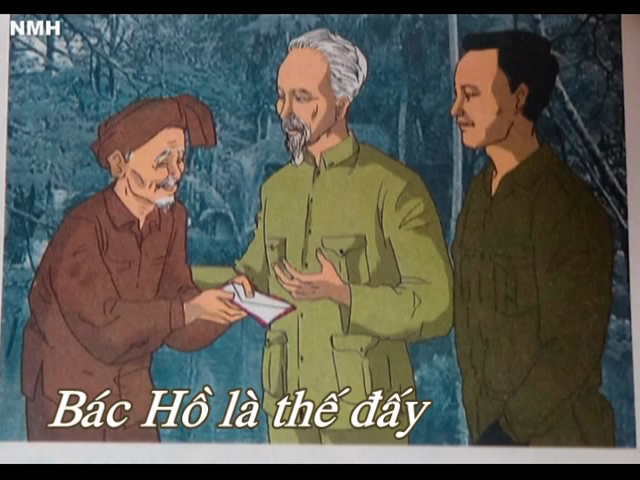 NMH
Bác Hồ là thế đấy